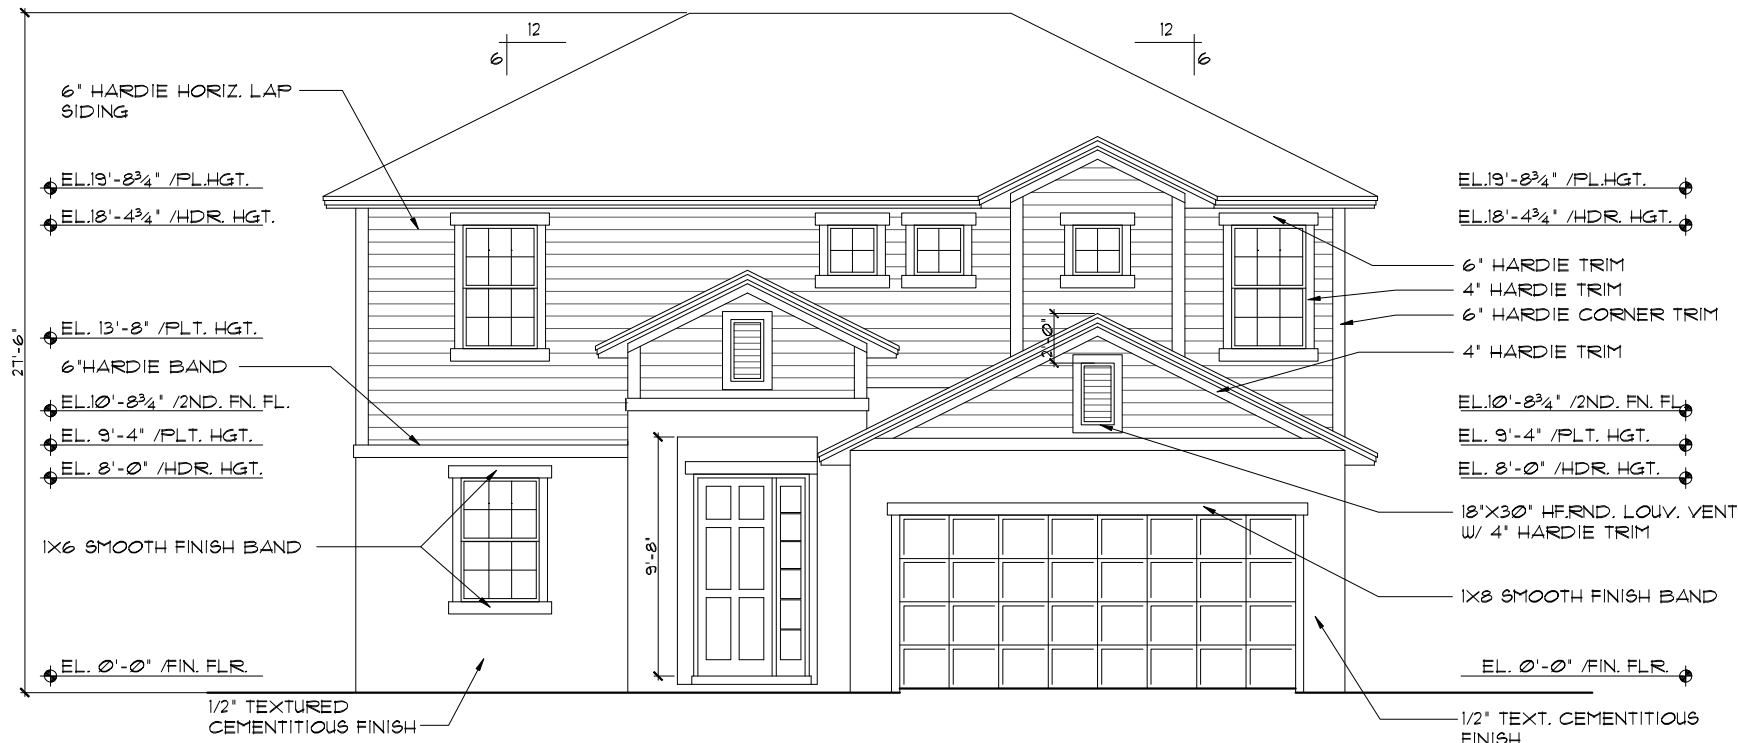 12
6
12
6
6" HARDIE HORIZ. LAP
SIDING
EL.19'-8¾" /PL.HGT.
EL.18'-4¾" /HDR. HGT.
EL. 13'-8" /PLT. HGT.
6"HARDIE BAND
EL.10'-8¾" /2ND. FN. FL.
EL. 9'-4" /PLT. HGT.
EL. 8'-0" /HDR. HGT.
1X6 SMOOTH FINISH BAND
EL. 0'-0" /FIN. FLR.
1/2" TEXTURED
CEMENTITIOUS FINISH
27'-6"
9'-8"
2'-0"
EL.19'-8¾" /PL.HGT.
EL.18'-4¾" /HDR. HGT.
6" HARDIE TRIM
4" HARDIE TRIM
6" HARDIE CORNER TRIM
4" HARDIE TRIM
EL.10'-8¾" /2ND. FN. FL
EL. 9'-4" /PLT. HGT.
EL. 8'-0" /HDR. HGT.
18"X30" HF.RND. LOUV. VENT
W/ 4" HARDIE TRIM
1X8 SMOOTH FINISH BAND
EL. 0'-0" /FIN. FLR.
1/2" TEXT. CEMENTITIOUS
FINISH